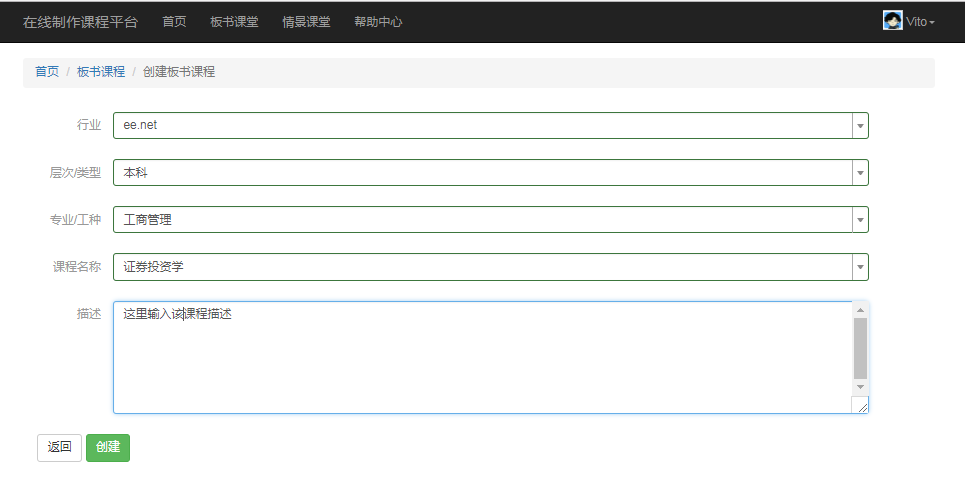 在线制作课程平台 首页 板书课堂 情景课堂 帮助中心 Vito
首页 / 板书课程 / 创建板书课程
行业 ee.net
层次/类型 本科
专业/工种 工商管理
课程名称 证券投资学
描述 这里输入该课程描述
返回 创建